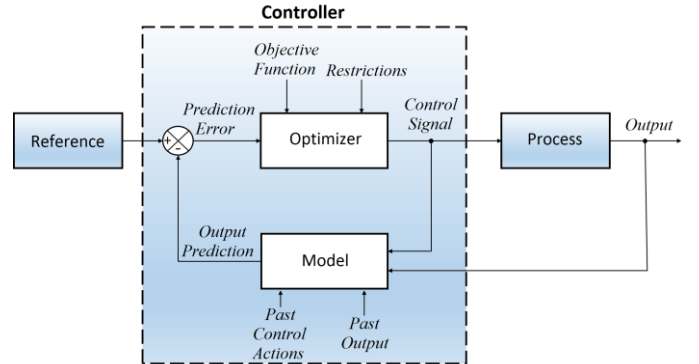 Controller
Objective
Function
Restrictions
Prediction
Error
Control
Signal
Output
Reference
+
-
Optimizer
Process
Output
Prediction
Model
Past
Control
Actions
Past
Output